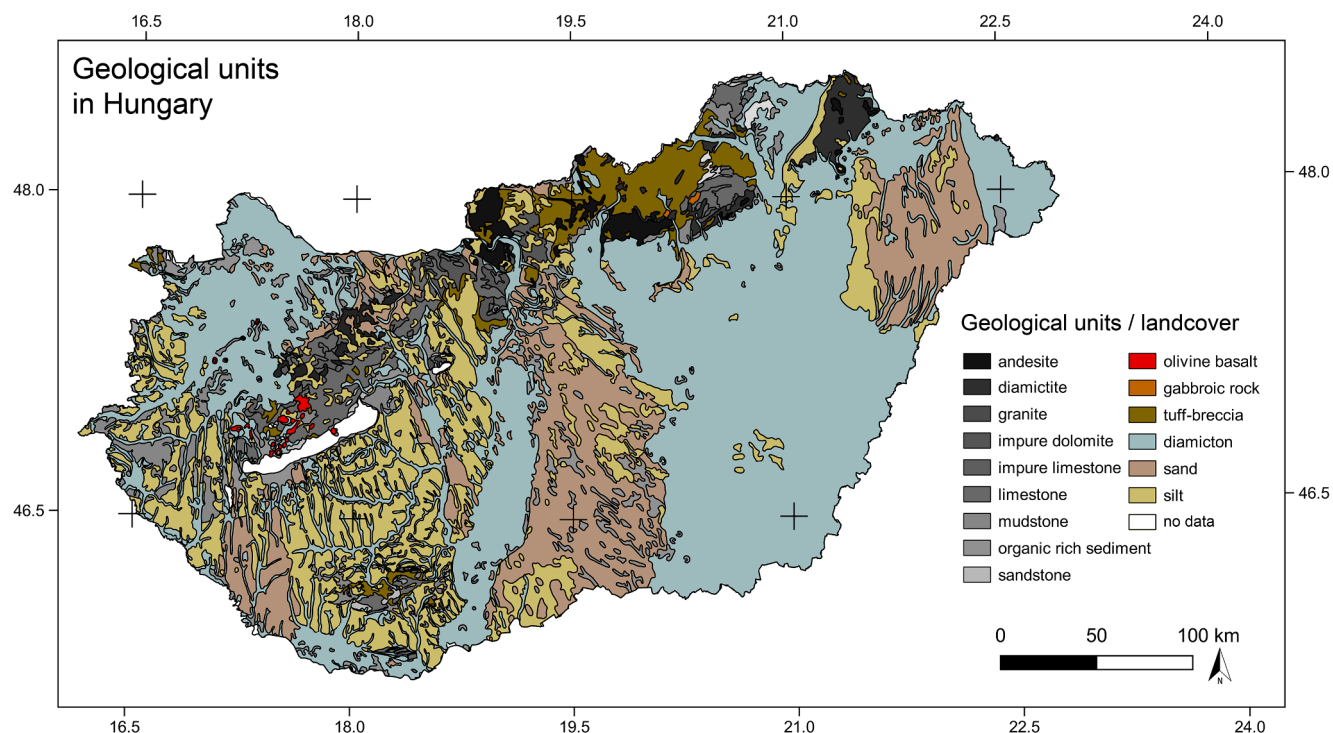 16.5 18.0 19.5 21.0 22.5 24.0
Geological units
in Hungary
48.0 48.0
Geological units / landcover
andesite olivine basalt
diamictite gabbroic rock
granite tuff-breccia
impure dolomite diamicton
impure limestone sand
limestone silt
mudstone no data
organic rich sediment
sandstone
46.5 46.5
0 50 100 km
N
16.5 18.0 19.5 21.0 22.5 24.0